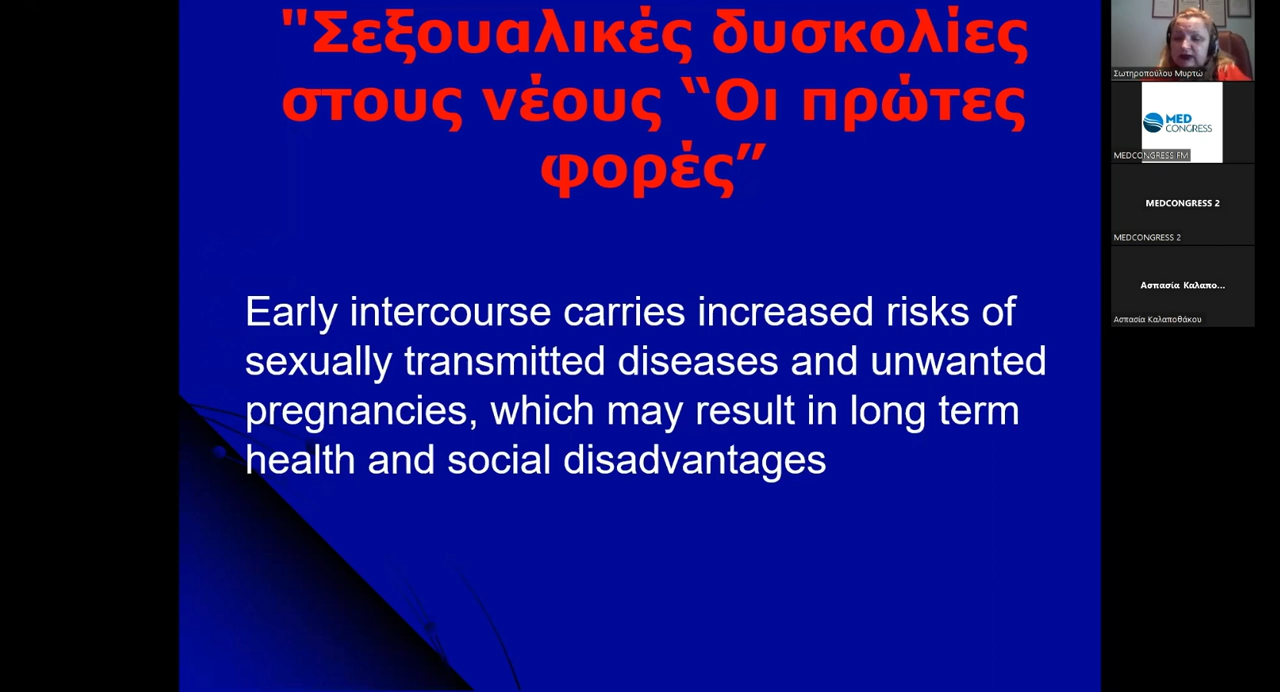 "Σεξουαλικές δυσκολίες
στους νέους “Οι πρώτες
φορές”
Early intercourse carries increased risks of
sexually transmitted diseases and unwanted
pregnancies, which may result in long term
health and social disadvantages
Σωτηροπούλου Μυρτώ
MED
CONGRESS
MEDCONGRESS FM
MEDCONGRESS 2
MEDCONGRESS 2
Ασπασία Καλαπο...
Ασπασία Καλαποθάκου